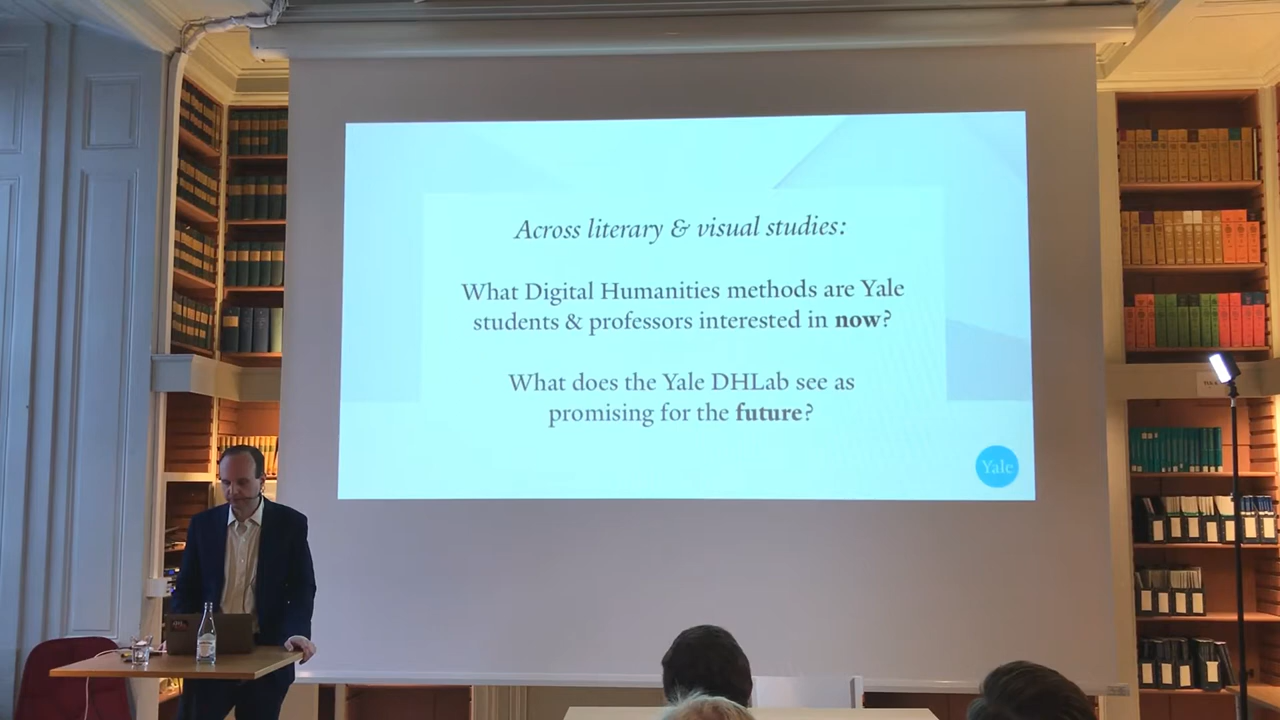 Across literary & visual studies:
What Digital Humanities methods are Yale
students & professors interested in now?
What does the Yale DHLab see as
promising for the future?
Yale